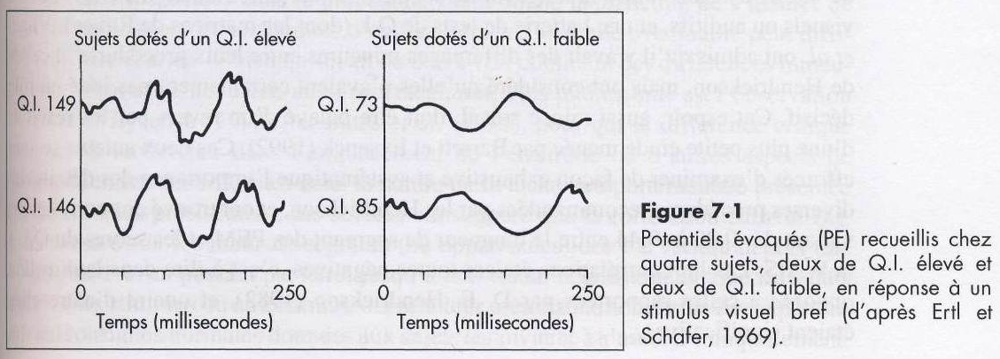 Sujets dotés d'un Q.I. élevé
Sujets dotés d'un Q.I. faible
Q.I. 149
Q.I. 73
Q.I. 146
Q.I. 85
0 250
0 250
Temps (millisecondes)
Temps (millisecondes)
Figure 7.1
Potentiels évoqués (PE) recueillis chez
quatre sujets, deux de Q.I. élevé et
deux de Q.I. faible, en réponse à un
stimulus visuel bref (d'après Ertl et
Schafer, 1969).